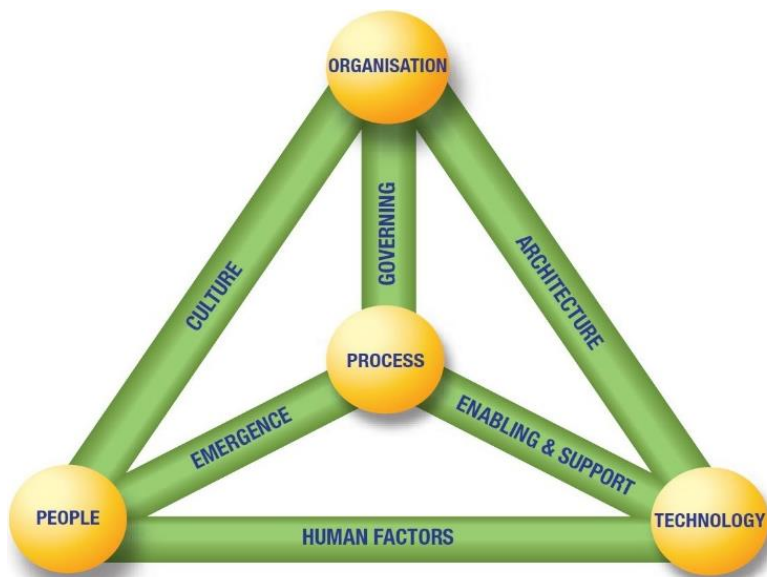 ORGANISATION
GOVERNING
CULTURE
ARCHITECTURE
PROCESS
EMERGENCE
ENABLING & SUPPORT
PEOPLE
TECHNOLOGY
HUMAN FACTORS